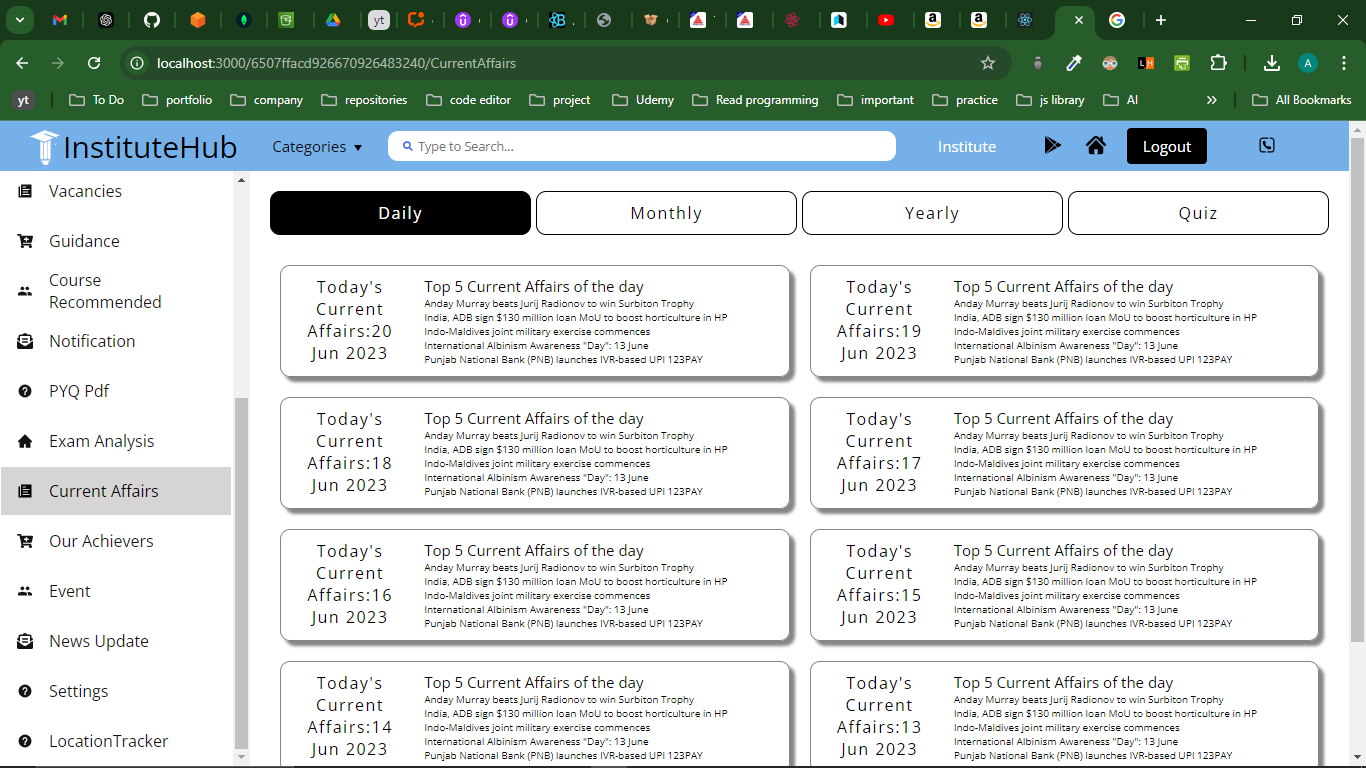 yt
localhost:3000/6507ffacd926670926483240/CurrentAffairs
LH
A
yt
To Do
portfolio
company
repositories
code editor
project
Udemy
Read programming
important
practice
js library
AI
All Bookmarks
InstituteHub
Categories
Type to Search...
Institute
Logout
Vacancies
Guidance
Course
Recommended
Notification
PYQ Pdf
Exam Analysis
Current Affairs
Our Achievers
Event
News Update
Settings
LocationTracker
Daily
Monthly
Yearly
Quiz
Today's
Current
Affairs:20
Jun 2023
Top 5 Current Affairs of the day
Anday Murray beats Jurij Radionov to win Surbiton Trophy
India, ADB sign $130 million loan MoU to boost horticulture in HP
Indo-Maldives joint military exercise commences
International Albinism Awareness "Day": 13 June
Punjab National Bank (PNB) launches IVR-based UPI 123PAY
Today's
Current
Affairs:19
Jun 2023
Top 5 Current Affairs of the day
Anday Murray beats Jurij Radionov to win Surbiton Trophy
India, ADB sign $130 million loan MoU to boost horticulture in HP
Indo-Maldives joint military exercise commences
International Albinism Awareness "Day": 13 June
Punjab National Bank (PNB) launches IVR-based UPI 123PAY
Today's
Current
Affairs:18
Jun 2023
Top 5 Current Affairs of the day
Anday Murray beats Jurij Radionov to win Surbiton Trophy
India, ADB sign $130 million loan MoU to boost horticulture in HP
Indo-Maldives joint military exercise commences
International Albinism Awareness "Day": 13 June
Punjab National Bank (PNB) launches IVR-based UPI 123PAY
Today's
Current
Affairs:17
Jun 2023
Top 5 Current Affairs of the day
Anday Murray beats Jurij Radionov to win Surbiton Trophy
India, ADB sign $130 million loan MoU to boost horticulture in HP
Indo-Maldives joint military exercise commences
International Albinism Awareness "Day": 13 June
Punjab National Bank (PNB) launches IVR-based UPI 123PAY
Today's
Current
Affairs:16
Jun 2023
Top 5 Current Affairs of the day
Anday Murray beats Jurij Radionov to win Surbiton Trophy
India, ADB sign $130 million loan MoU to boost horticulture in HP
Indo-Maldives joint military exercise commences
International Albinism Awareness "Day": 13 June
Punjab National Bank (PNB) launches IVR-based UPI 123PAY
Today's
Current
Affairs:15
Jun 2023
Top 5 Current Affairs of the day
Anday Murray beats Jurij Radionov to win Surbiton Trophy
India, ADB sign $130 million loan MoU to boost horticulture in HP
Indo-Maldives joint military exercise commences
International Albinism Awareness "Day": 13 June
Punjab National Bank (PNB) launches IVR-based UPI 123PAY
Today's
Current
Affairs:14
Jun 2023
Top 5 Current Affairs of the day
Anday Murray beats Jurij Radionov to win Surbiton Trophy
India, ADB sign $130 million loan MoU to boost horticulture in HP
Indo-Maldives joint military exercise commences
International Albinism Awareness "Day": 13 June
Punjab National Bank (PNB) launches IVR-based UPI 123PAY
Today's
Current
Affairs:13
Jun 2023
Top 5 Current Affairs of the day
Anday Murray beats Jurij Radionov to win Surbiton Trophy
India, ADB sign $130 million loan MoU to boost horticulture in HP
Indo-Maldives joint military exercise commences
International Albinism Awareness "Day": 13 June
Punjab National Bank (PNB) launches IVR-based UPI 123PAY